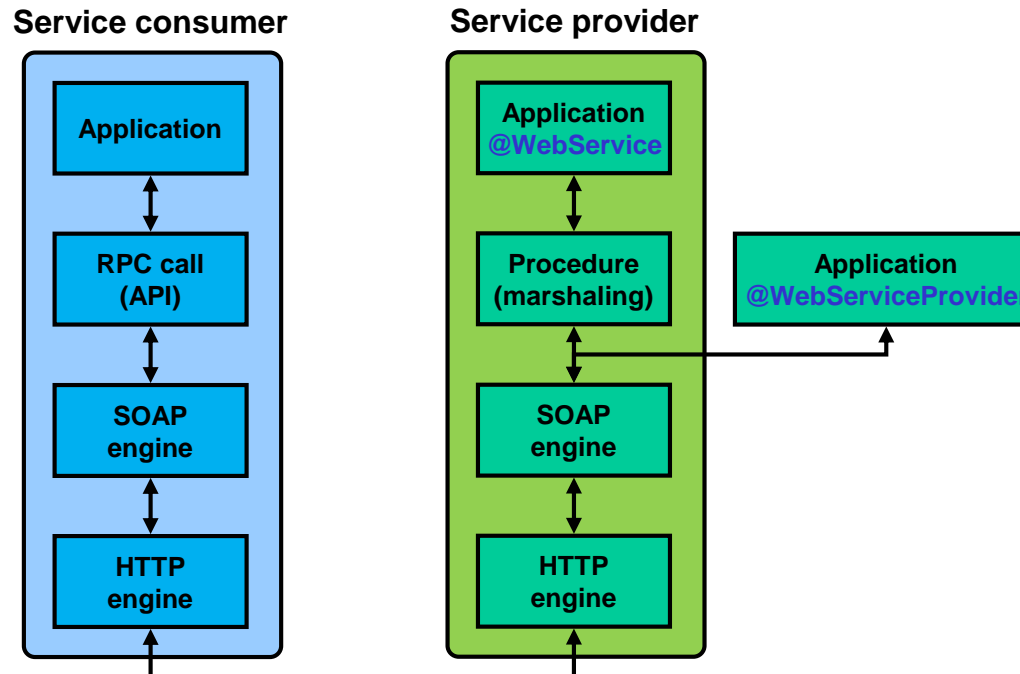 Service consumer
Application
RPC call
(API)
SOAP
engine
HTTP
engine
Service provider
Application
@WebService
Procedure
(marshaling)
SOAP
engine
HTTP
engine
Application
@WebServiceProvide